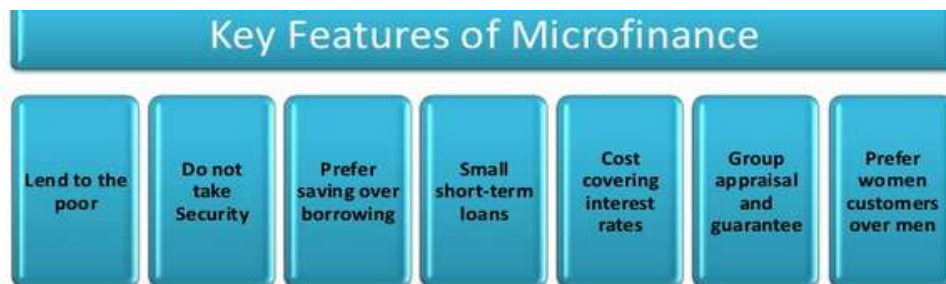 Key Features of Microfinance
Lend to the
poor
Do not
take
Security
Prefer
saving over
borrowing
Small
short-term
loans
Cost
covering
interest
rates
Group
appraisal
and
guarantee
Prefer
women
customers
over men